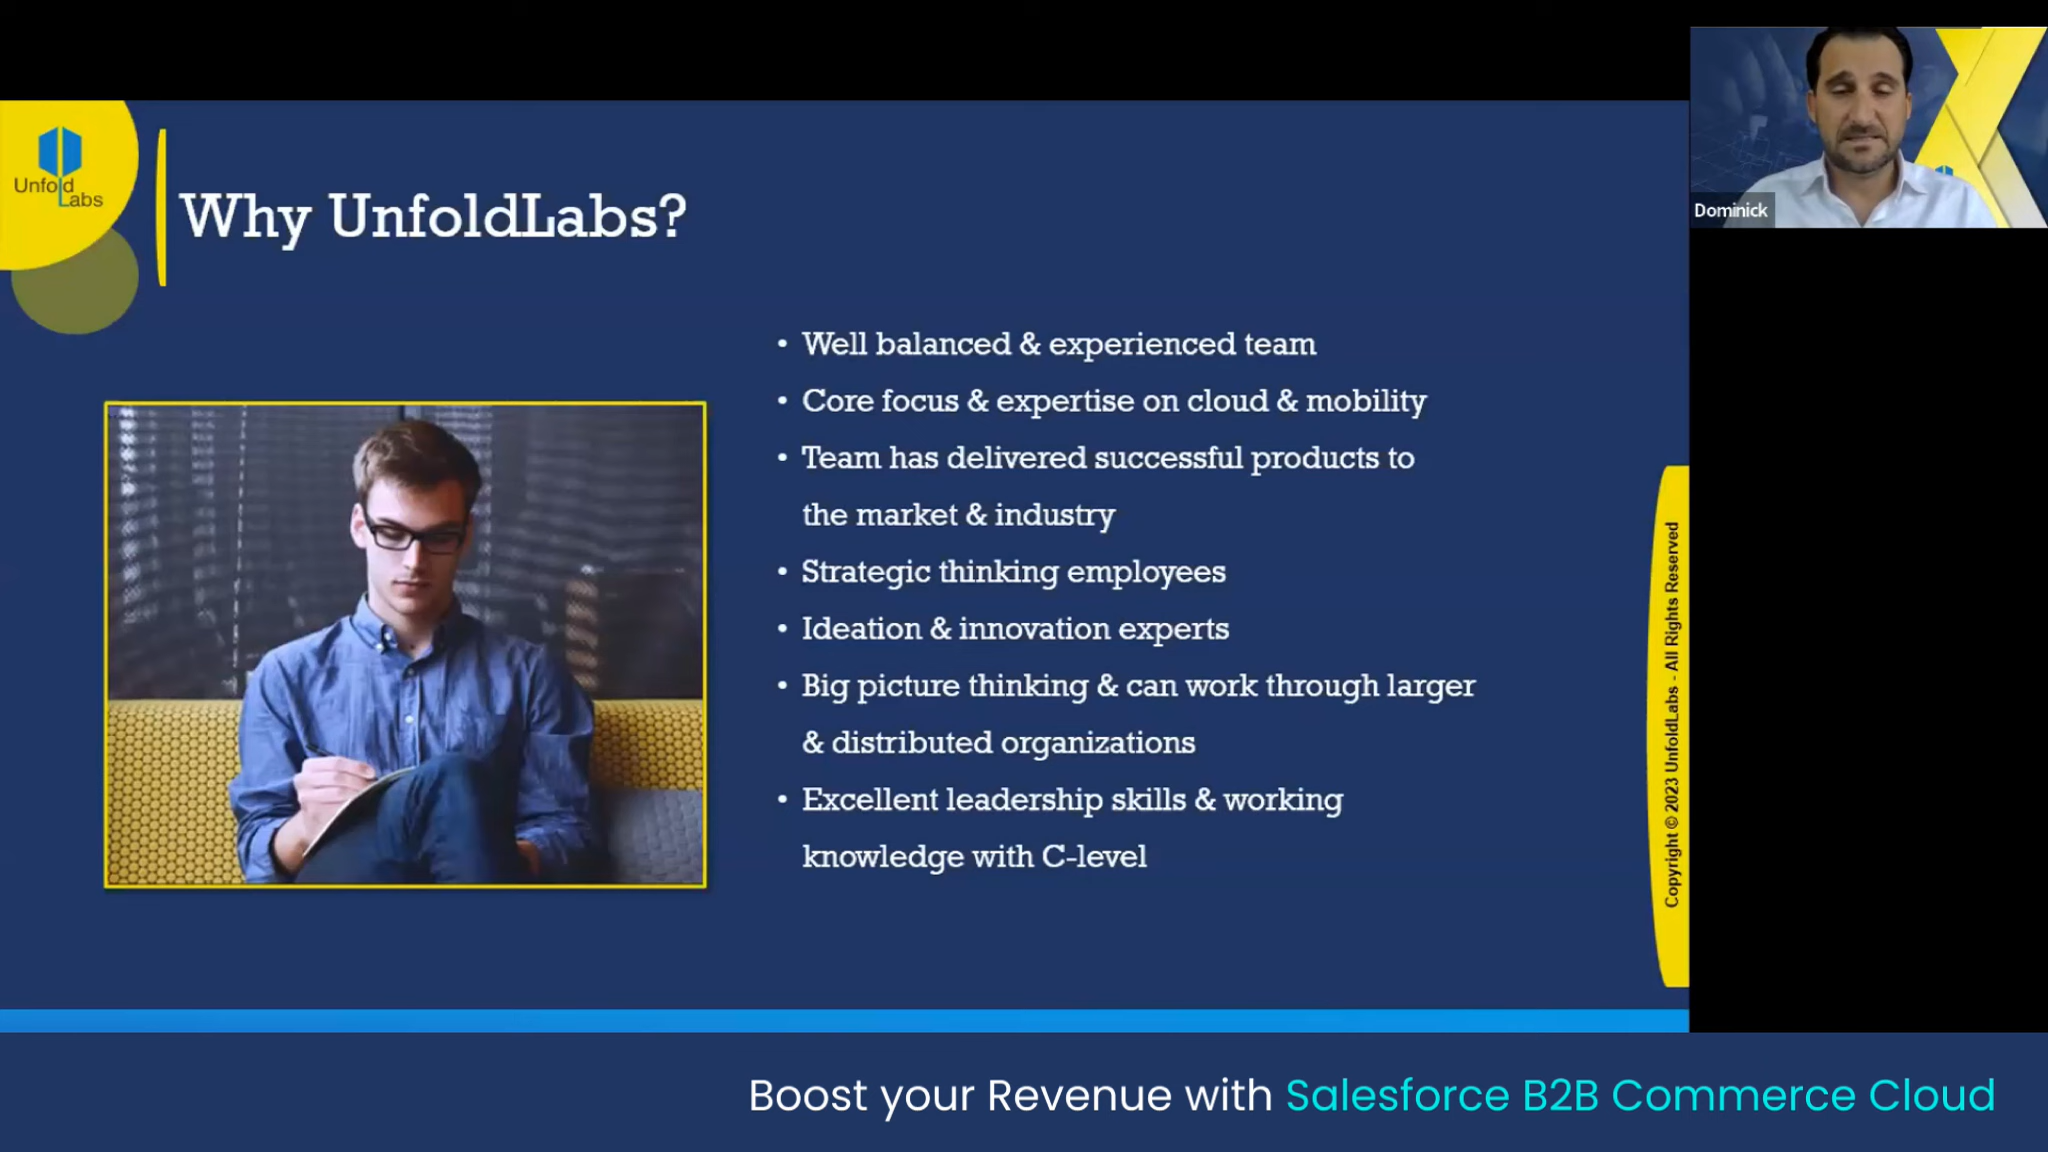 Unfold
Labs
Why UnfoldLabs?
Dominick
• Well balanced & experienced team
• Core focus & expertise on cloud & mobility
• Team has delivered successful products to
the market & industry
• Strategic thinking employees
• Ideation & innovation experts
• Big picture thinking & can work through larger
& distributed organizations
• Excellent leadership skills & working
knowledge with C-level
Copyright © 2023 UnfoldLabs - All Rights Reserved
Boost your Revenue with Salesforce B2B Commerce Cloud